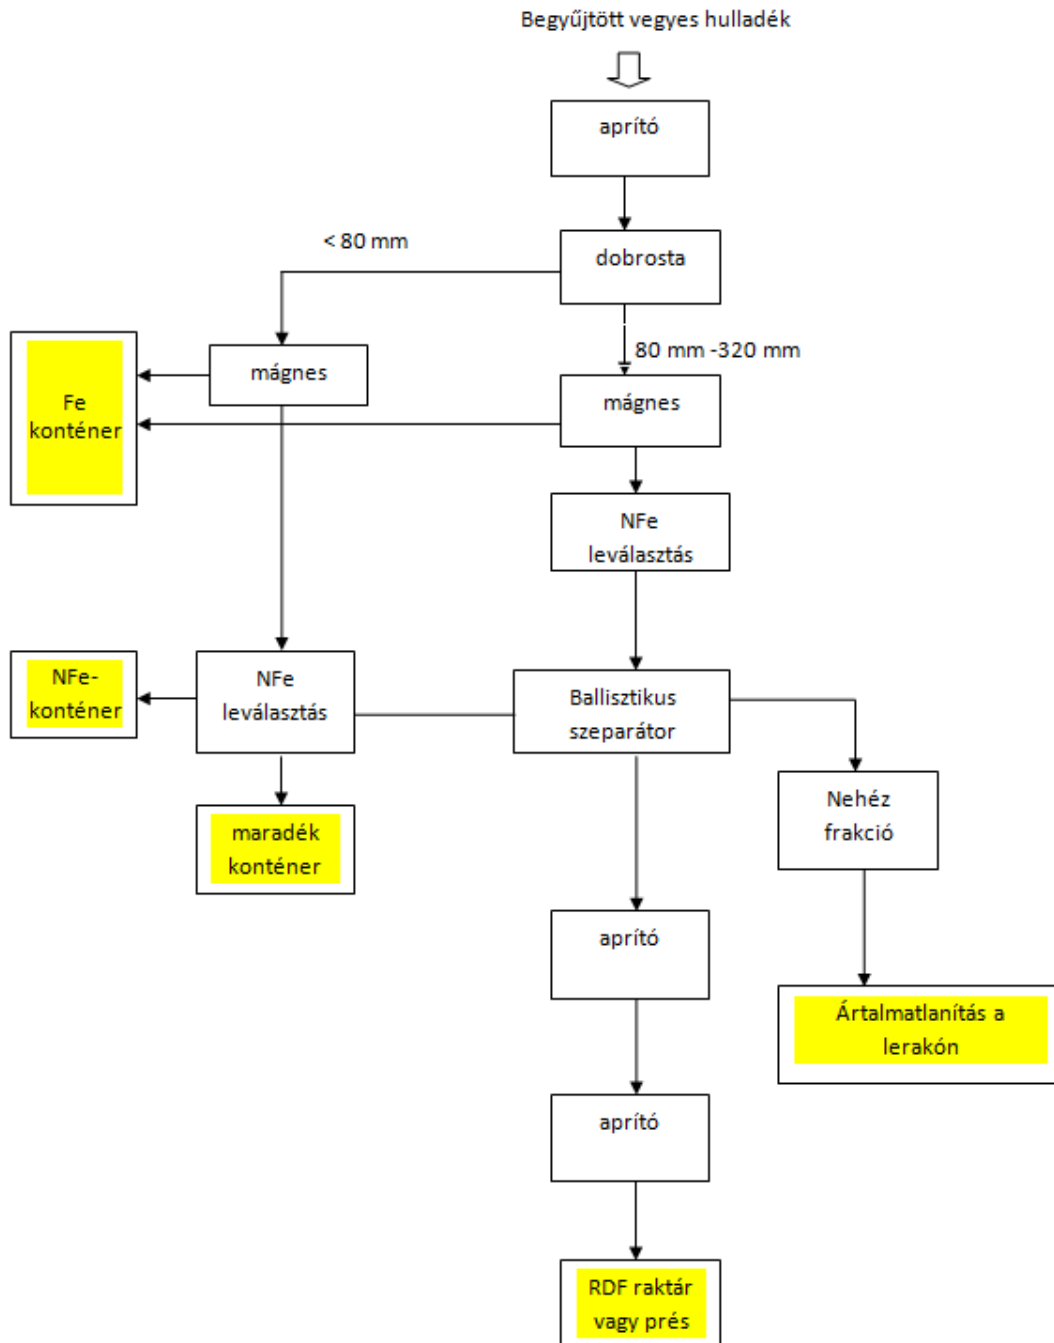 Begyűjtött vegyes hulladék
aprító
< 80 mm
dobrosta
80 mm -320 mm
mágnes
mágnes
Fe
konténer
NFe
leválasztás
NFe-
konténer
NFe
leválasztás
Ballisztikus
szeparátor
Nehéz
frakció
maradék
konténer
aprító
Ártalmatlanítás a
lerakón
aprító
RDF raktár
vagy prés